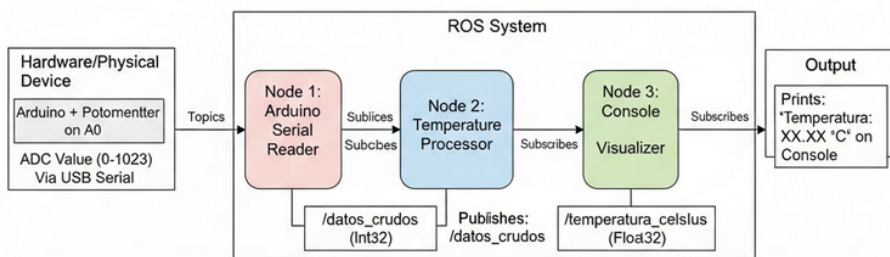 ROS System
Hardware/Physical
Device
Arduino + Potomentter
on A0
ADC Value (0-1023)
Via USB Serial
Topics
Node 1:
Arduino
Serial
Reader
Sublices
Subcbes
Node 2:
Temperature
Processor
Subscribes
Node 3:
Console
Visualizer
Subscribes
Output
Prints:
"Temperatura:
XX.XX °C" on
Console
/datos_crudos
(Int32)
Publishes:
/datos_crudos
/temperatura_celslus
(Float32)